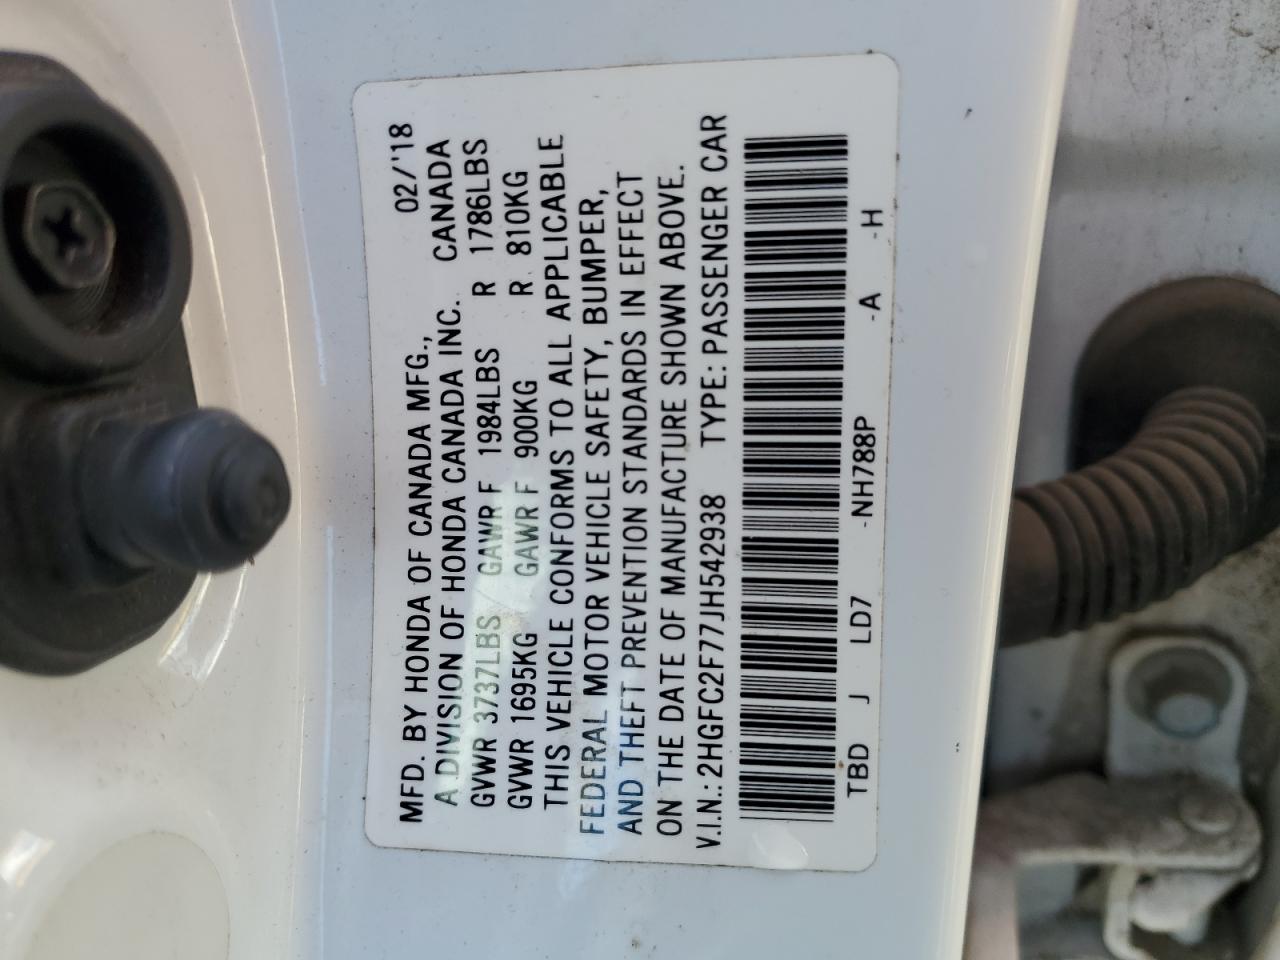 MFD. BY HONDA OF CANADA MFG., 02/'18
A DIVISION OF HONDA CANADA INC. CANADA
GVWR 3737LBS GAWR F 1984LBS R 1786LBS
GVWR 1695KG GAWR F 900KG R 810KG
THIS VEHICLE CONFORMS TO ALL APPLICABLE
FEDERAL MOTOR VEHICLE SAFETY, BUMPER,
AND THEFT PREVENTION STANDARDS IN EFFECT
ON THE DATE OF MANUFACTURE SHOWN ABOVE.
V.I.N.: 2HGFC2F77JH542938 TYPE: PASSENGER CAR
TBD J LD7 -NH788P -A -H